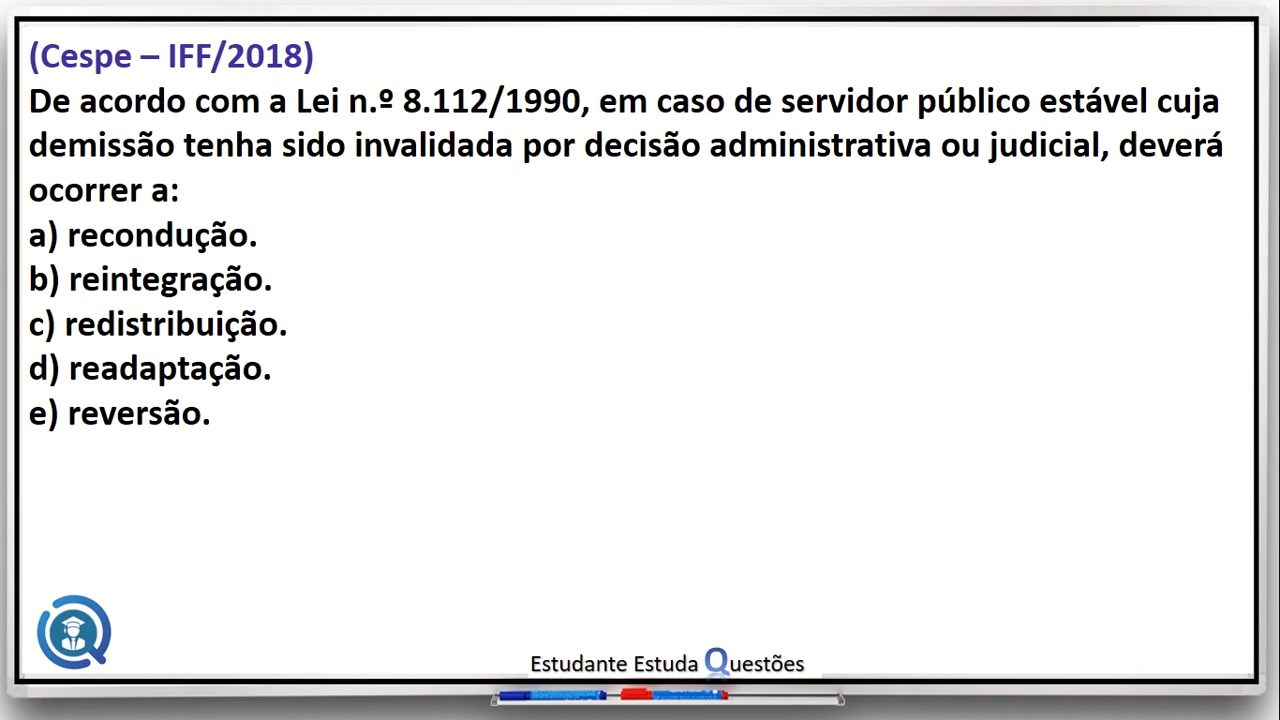 (Cespe – IFF/2018)
De acordo com a Lei n.º 8.112/1990, em caso de servidor público estável cuja
demissão tenha sido invalidada por decisão administrativa ou judicial, deverá
ocorrer a:
a) recondução.
b) reintegração.
c) redistribuição.
d) readaptação.
e) reversão.
Estudante Estuda Questões